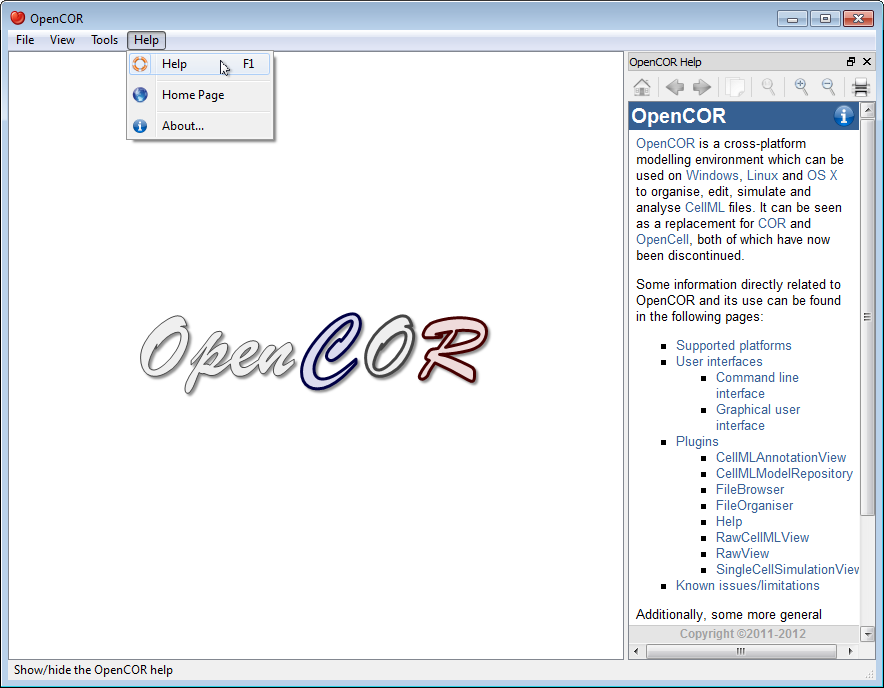 OpenCOR
File View Tools Help
Help F1
Home Page
About...
OpenCOR
OpenCOR Help
OpenCOR
OpenCOR is a cross-platform
modelling environment which can be
used on Windows, Linux and OS X
to organise, edit, simulate and
analyse CellML files. It can be seen
as a replacement for COR and
OpenCell, both of which have now
been discontinued.
Some information directly related to
OpenCOR and its use can be found
in the following pages:
Supported platforms
User interfaces
Command line
interface
Graphical user
interface
Plugins
CellMLAnnotationView
CellMLModelRepository
FileBrowser
FileOrganiser
Help
RawCellMLView
RawView
SingleCellSimulationView
Known issues/limitations
Additionally, some more general
Copyright ©2011-2012
Show/hide the OpenCOR help